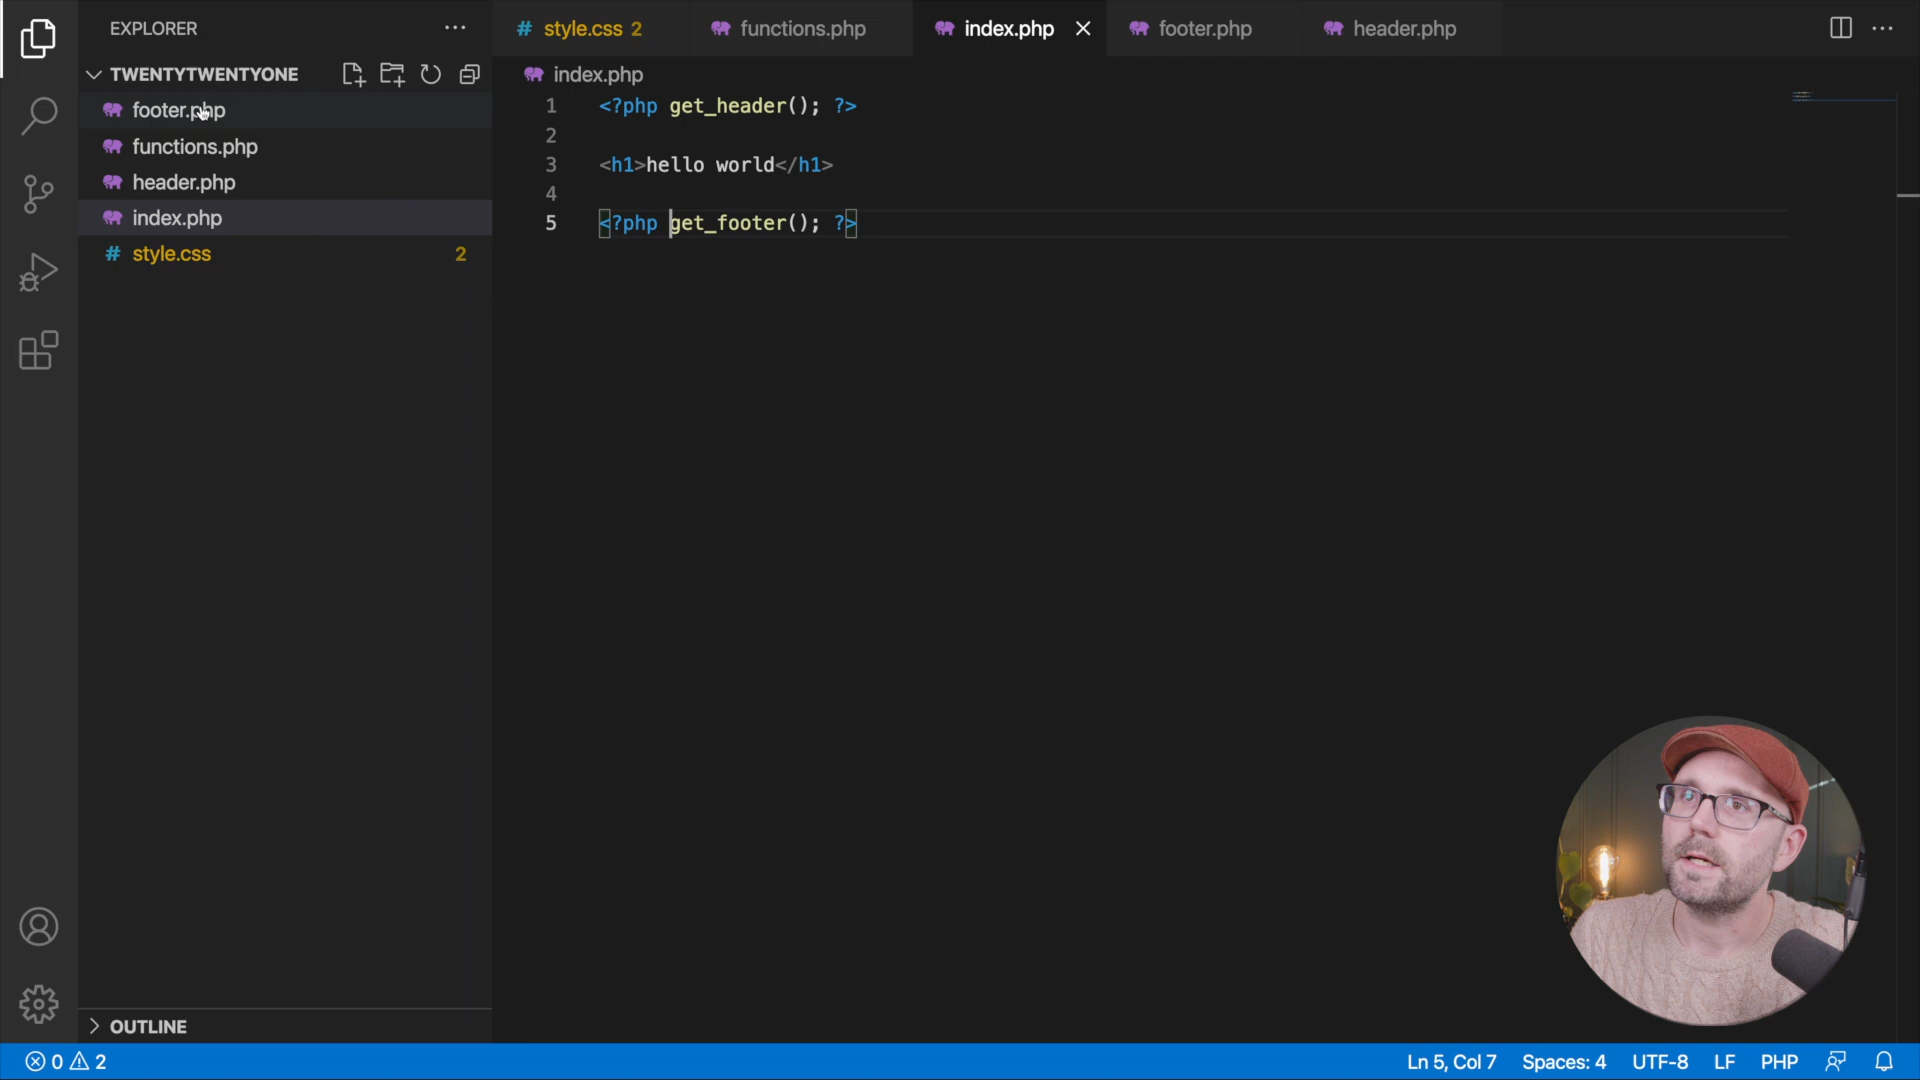 EXPLORER
TWENTYTWENTYONE
footer.php
functions.php
header.php
index.php
# style.css 2
OUTLINE
# style.css 2
functions.php
index.php
footer.php
header.php
index.php
1 <?php get_header(); ?>
2
3 <h1>hello world</h1>
4
5 <?php get_footer(); ?>
0 2
Ln 5, Col 7
Spaces: 4
UTF-8
LF
PHP